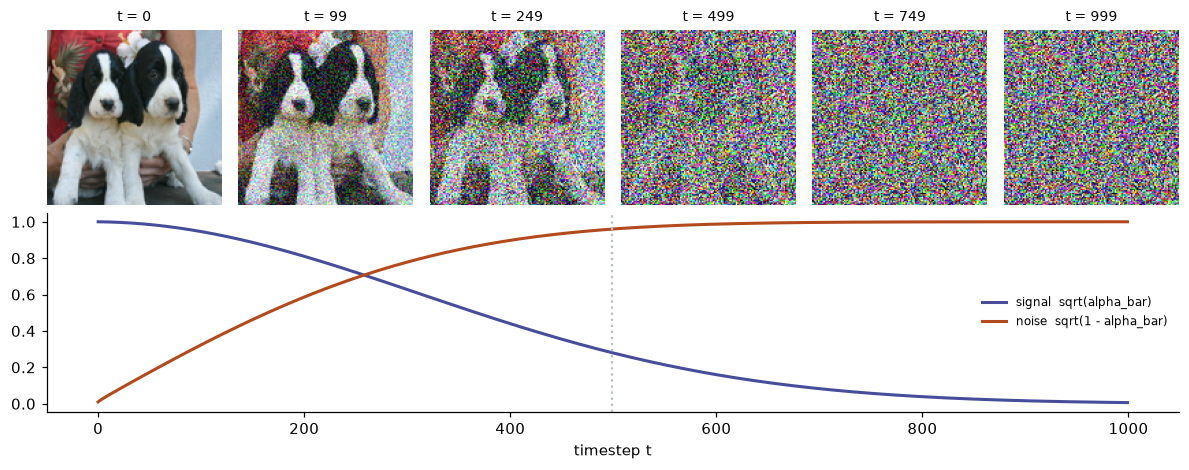 t = 0
t = 99
t = 249
t = 499
t = 749
t = 999
1.0
0.8
0.6
0.4
0.2
0.0
signal  sqrt(alpha_bar)
noise  sqrt(1 - alpha_bar)
0
200
400
600
800
1000
timestep t